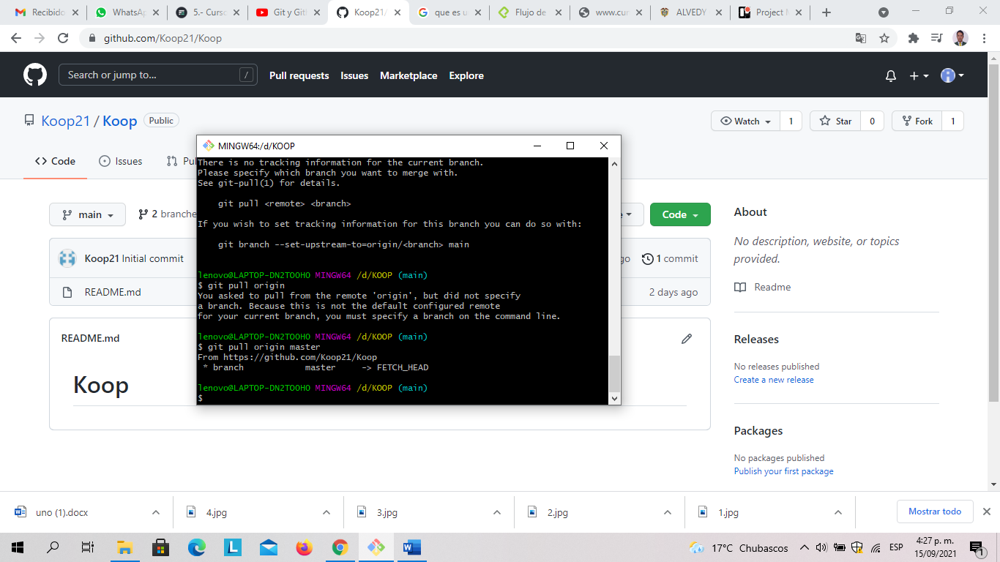 Recibido
WhatsAp
5.- Curso
Git y Git
Koop21/
que es u
Flujo de
www.cur
ALVEDY
Project M
github.com/Koop21/Koop
Search or jump to...
/
Pull requests
Issues
Marketplace
Explore
Koop21 / Koop
Public
Watch
1
Star
0
Fork
1
Code
Issues
Pu
MINGW64:/d/KOOP
There is no tracking information for the current branch.
Please specify which branch you want to merge with.
See git-pull(1) for details.
git pull <remote> <branch>
If you wish to set tracking information for this branch you can do so with:
git branch --set-upstream-to=origin/<branch> main
lenovo@LAPTOP-DN2TOOHO MINGW64 /d/KOOP (main)
$ git pull origin
You asked to pull from the remote 'origin', but did not specify
a branch. Because this is not the default configured remote
for your current branch, you must specify a branch on the command line.
lenovo@LAPTOP-DN2TOOHO MINGW64 /d/KOOP (main)
$ git pull origin master
From https://github.com/Koop21/Koop
* branch master -> FETCH_HEAD
lenovo@LAPTOP-DN2TOOHO MINGW64 /d/KOOP (main)
$
main
2 branche
e
Code
Koop21 Initial commit
go
1 commit
README.md
2 days ago
README.md
Koop
About
No description, website, or topics
provided.
Readme
Releases
No releases published
Create a new release
Packages
No packages published
Publish your first package
uno (1).docx
4.jpg
3.jpg
2.jpg
1.jpg
Mostrar todo
17°C Chubascos
ESP
4:27 p. m.
15/09/2021
1